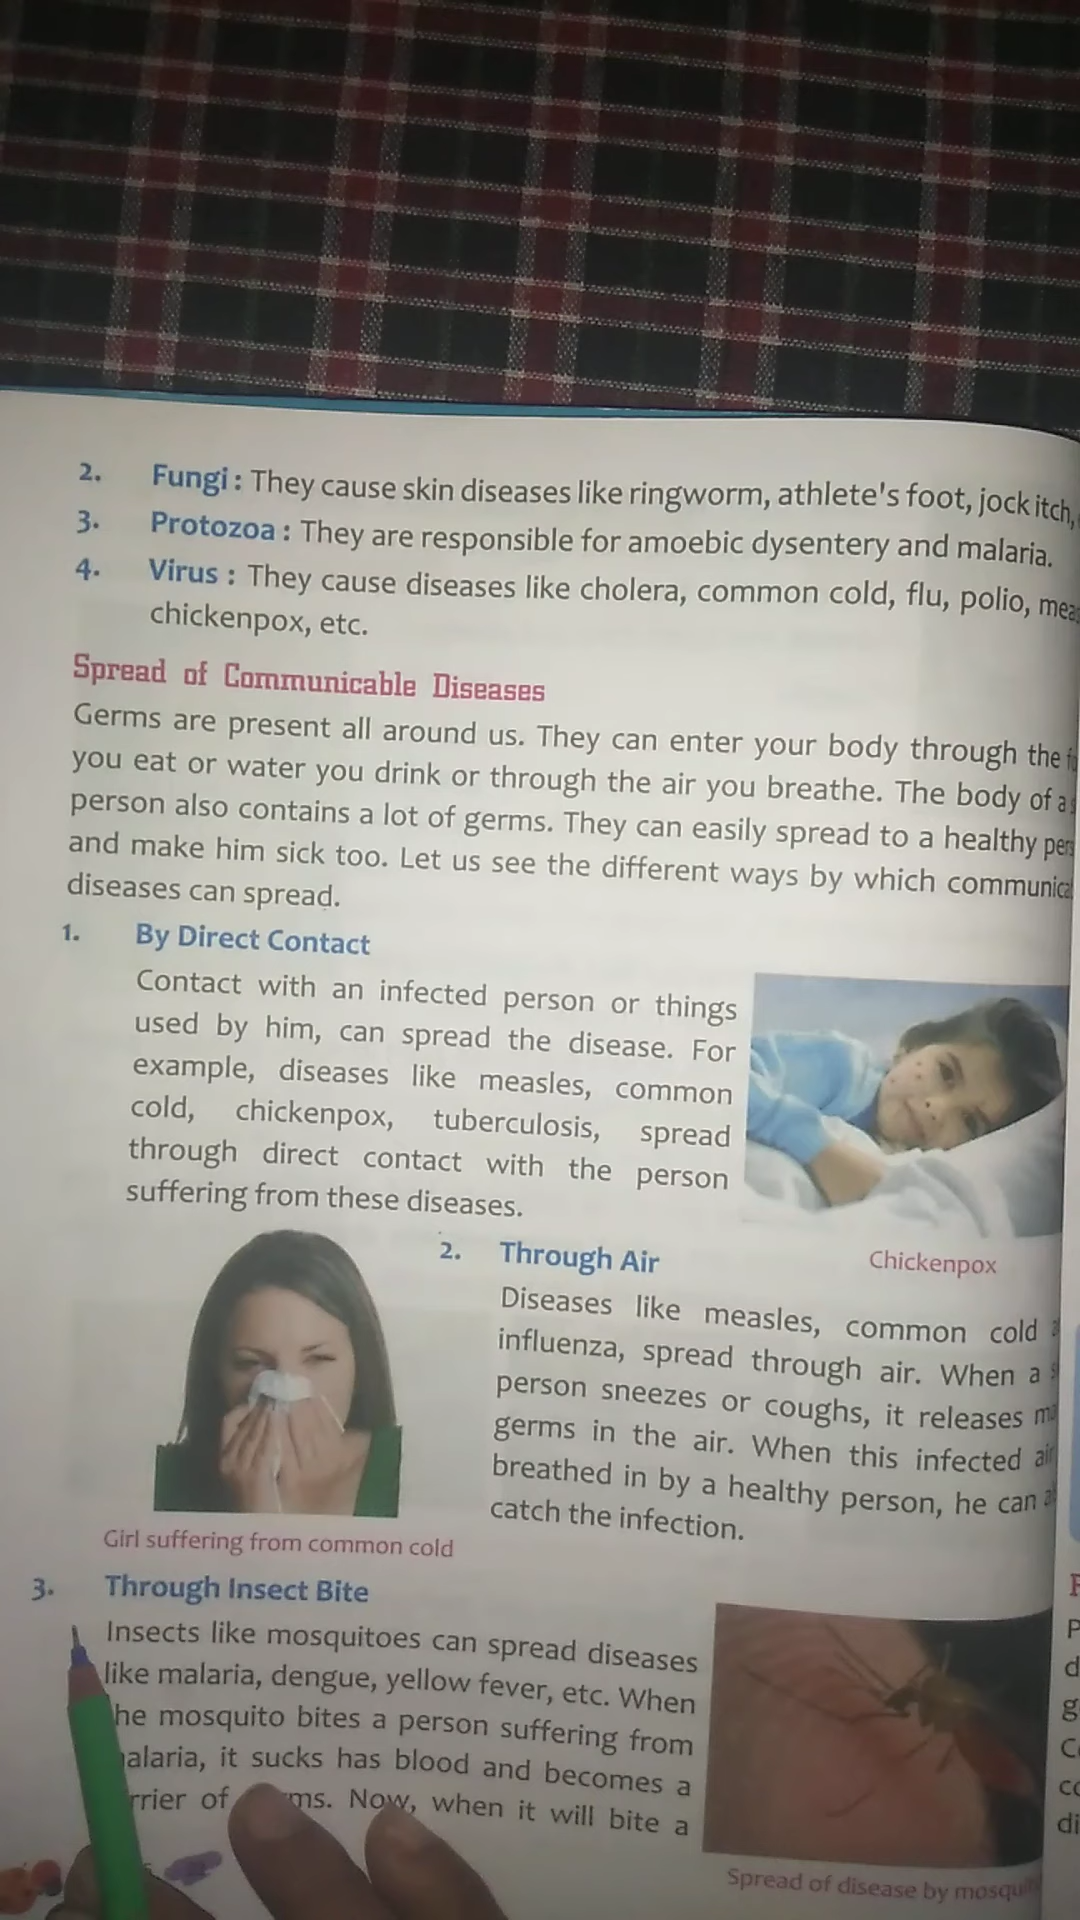 2. Fungi : They cause skin diseases like ringworm, athlete's foot, jock itch,
3. Protozoa : They are responsible for amoebic dysentery and malaria.
4. Virus : They cause diseases like cholera, common cold, flu, polio,
chickenpox, etc.
Spread of Communicable Diseases
Germs are present all around us. They can enter your body through the
you eat or water you drink or through the air you breathe. The body of a
person also contains a lot of germs. They can easily spread to a healthy
and make him sick too. Let us see the different ways by which
diseases can spread.
1. By Direct Contact
Contact with an infected person or things
used by him, can spread the disease. For
example, diseases like measles, common
cold, chickenpox, tuberculosis, spread
through direct contact with the person
suffering from these diseases.
Chickenpox
2. Through Air
Diseases like measles, common cold
influenza, spread through air. When a
person sneezes or coughs, it releases
germs in the air. When this infected air
breathed in by a healthy person, he can
catch the infection.
Girl suffering from common cold
3. Through Insect Bite
Insects like mosquitoes can spread diseases
like malaria, dengue, yellow fever, etc. When
he mosquito bites a person suffering from
alaria, it sucks has blood and becomes a
rrier of ms. Now, when it will bite a
Spread of disease by